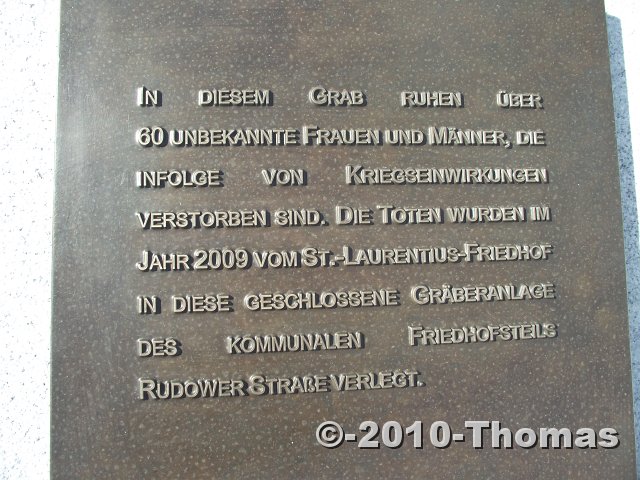 In diesem Grab ruhen über
60 unbekannte Frauen und Männer, die
infolge von Kriegseinwirkungen
verstorben sind. Die Toten wurden im
Jahr 2009 vom St.-Laurentius-Friedhof
in diese geschlossene Gräberanlage
des kommunalen Friedhofsteils
Rudower Straße verlegt.
©-2010-Thomas